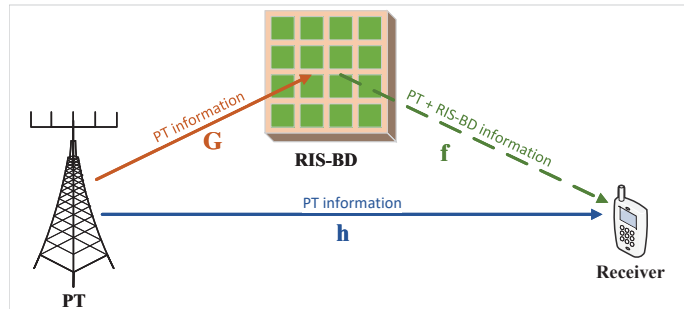 PT information
G
RIS-BD
PT + RIS-BD information
f
PT information
h
Receiver
PT